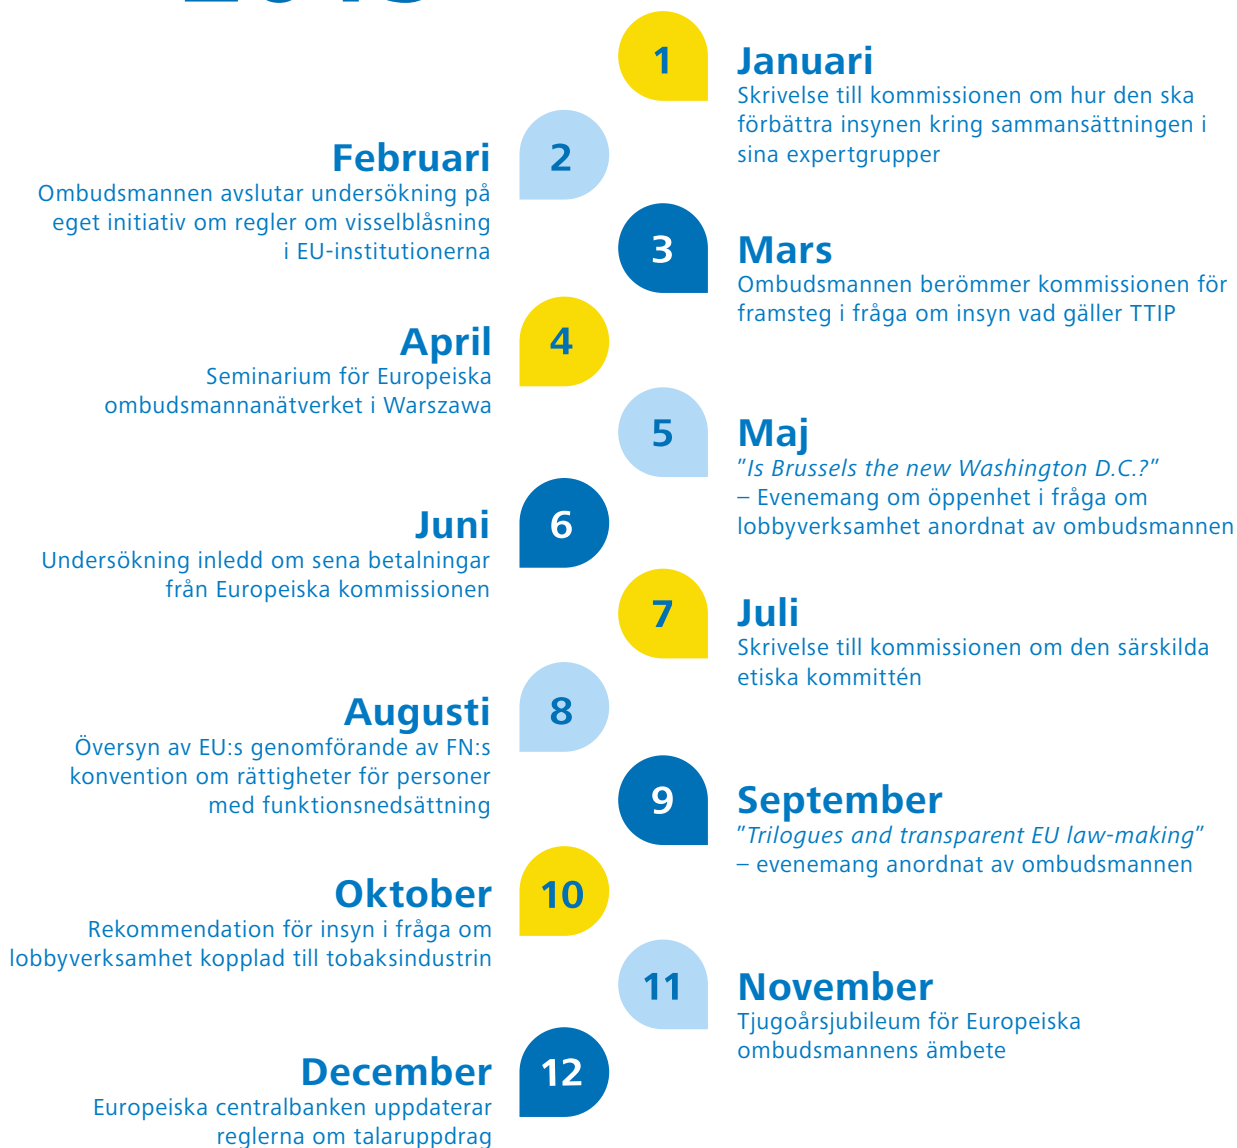 1
Januari
Skrivelse till kommissionen om hur den ska
förbättra insynen kring sammansättningen i
sina expertgrupper
2
Februari
Ombudsmannen avslutar undersökning på
eget initiativ om regler om visselblåsning
i EU-institutionerna
3
Mars
Ombudsmannen berömmer kommissionen för
framsteg i fråga om insyn vad gäller TTIP
4
April
Seminarium för Europeiska
ombudsmannanätverket i Warszawa
5
Maj
"Is Brussels the new Washington D.C.?"
– Evenemang om öppenhet i fråga om
lobbyverksamhet anordnat av ombudsmannen
6
Juni
Undersökning inledd om sena betalningar
från Europeiska kommissionen
7
Juli
Skrivelse till kommissionen om den särskilda
etiska kommittén
8
Augusti
Översyn av EU:s genomförande av FN:s
konvention om rättigheter för personer
med funktionsnedsättning
9
September
"Trilogues and transparent EU law-making"
– evenemang anordnat av ombudsmannen
10
Oktober
Rekommendation för insyn i fråga om
lobbyverksamhet kopplad till tobaksindustrin
11
November
Tjugoårsjubileum för Europeiska
ombudsmannens ämbete
12
December
Europeiska centralbanken uppdaterar
reglerna om talaruppdrag